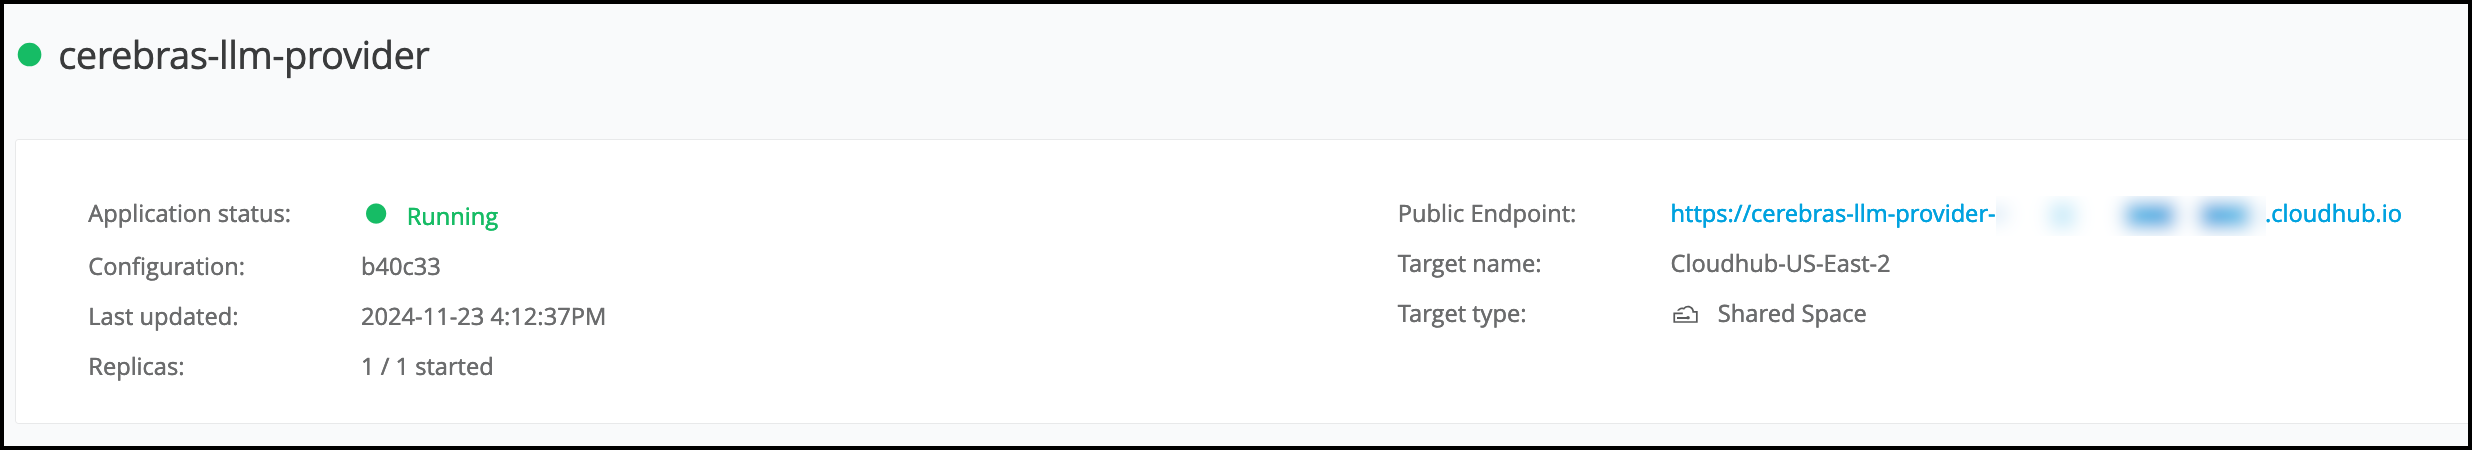 cerebras-llm-provider
Application status: Running
Configuration: b40c33
Last updated: 2024-11-23 4:12:37PM
Replicas: 1 / 1 started
Public Endpoint: https://cerebras-llm-provider- .cloudhub.io
Target name: Cloudhub-US-East-2
Target type: Shared Space